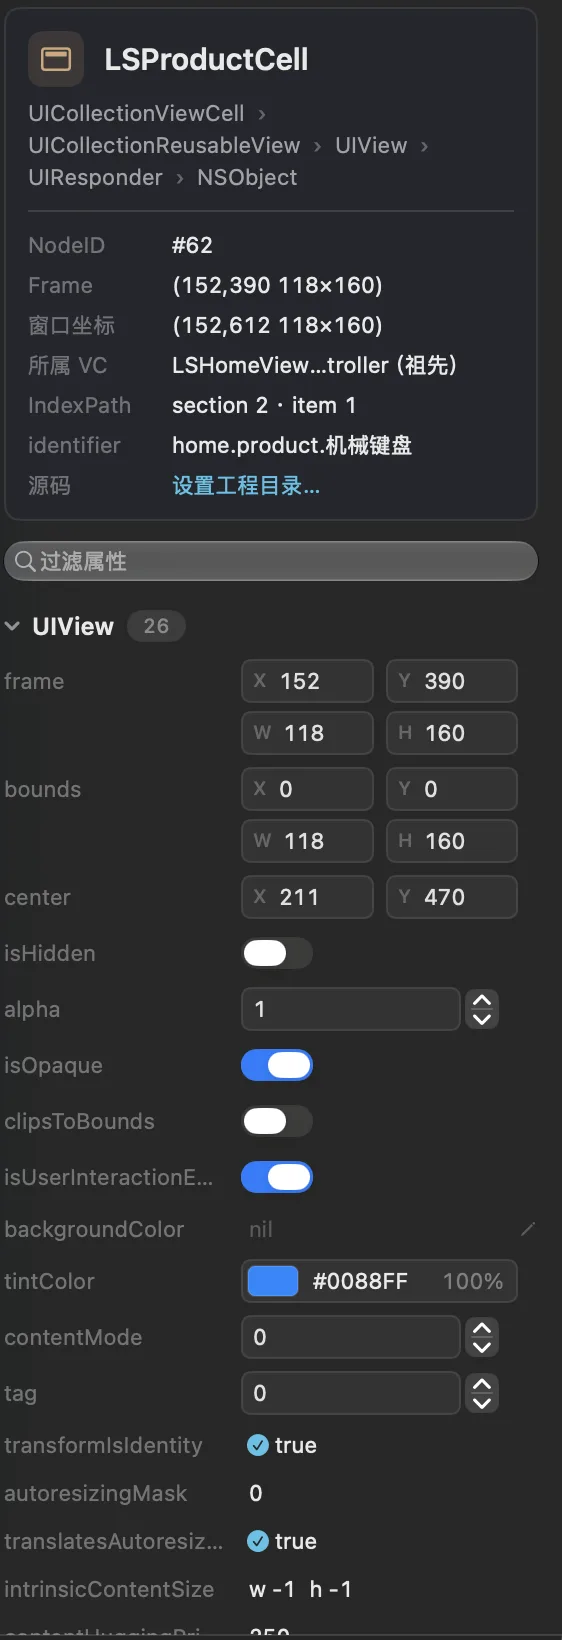 LSProductCell
UICollectionViewCell ›
UICollectionReusableView › UIView ›
UIResponder › NSObject
NodeID #62
Frame (152,390 118×160)
窗口坐标 (152,612 118×160)
所属 VC LSHomeView...troller (祖先)
IndexPath section 2 · item 1
identifier home.product.机械键盘
源码 设置工程目录...
过滤属性
UIView 26
frame X 152 Y 390
W 118 H 160
bounds X 0 Y 0
W 118 H 160
center X 211 Y 470
isHidden
alpha 1
isOpaque
clipsToBounds
isUserInteractionE...
backgroundColor nil
tintColor #0088FF 100%
contentMode 0
tag 0
transformIsIdentity true
autoresizingMask 0
translatesAutoresiz... true
intrinsicContentSize w -1 h -1
contentHuggingPri... 250